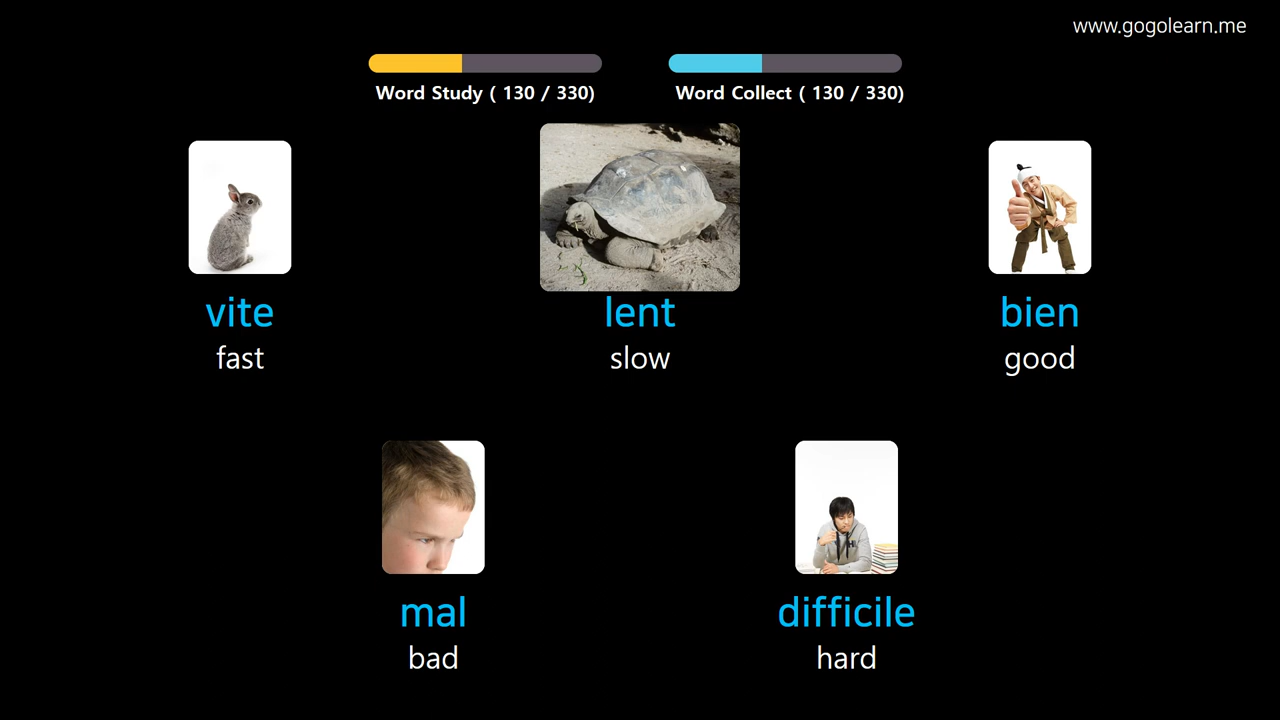 www.gogolearn.me
Word Study ( 130 / 330)
Word Collect ( 130 / 330)
vite
fast
lent
slow
bien
good
mal
bad
difficile
hard